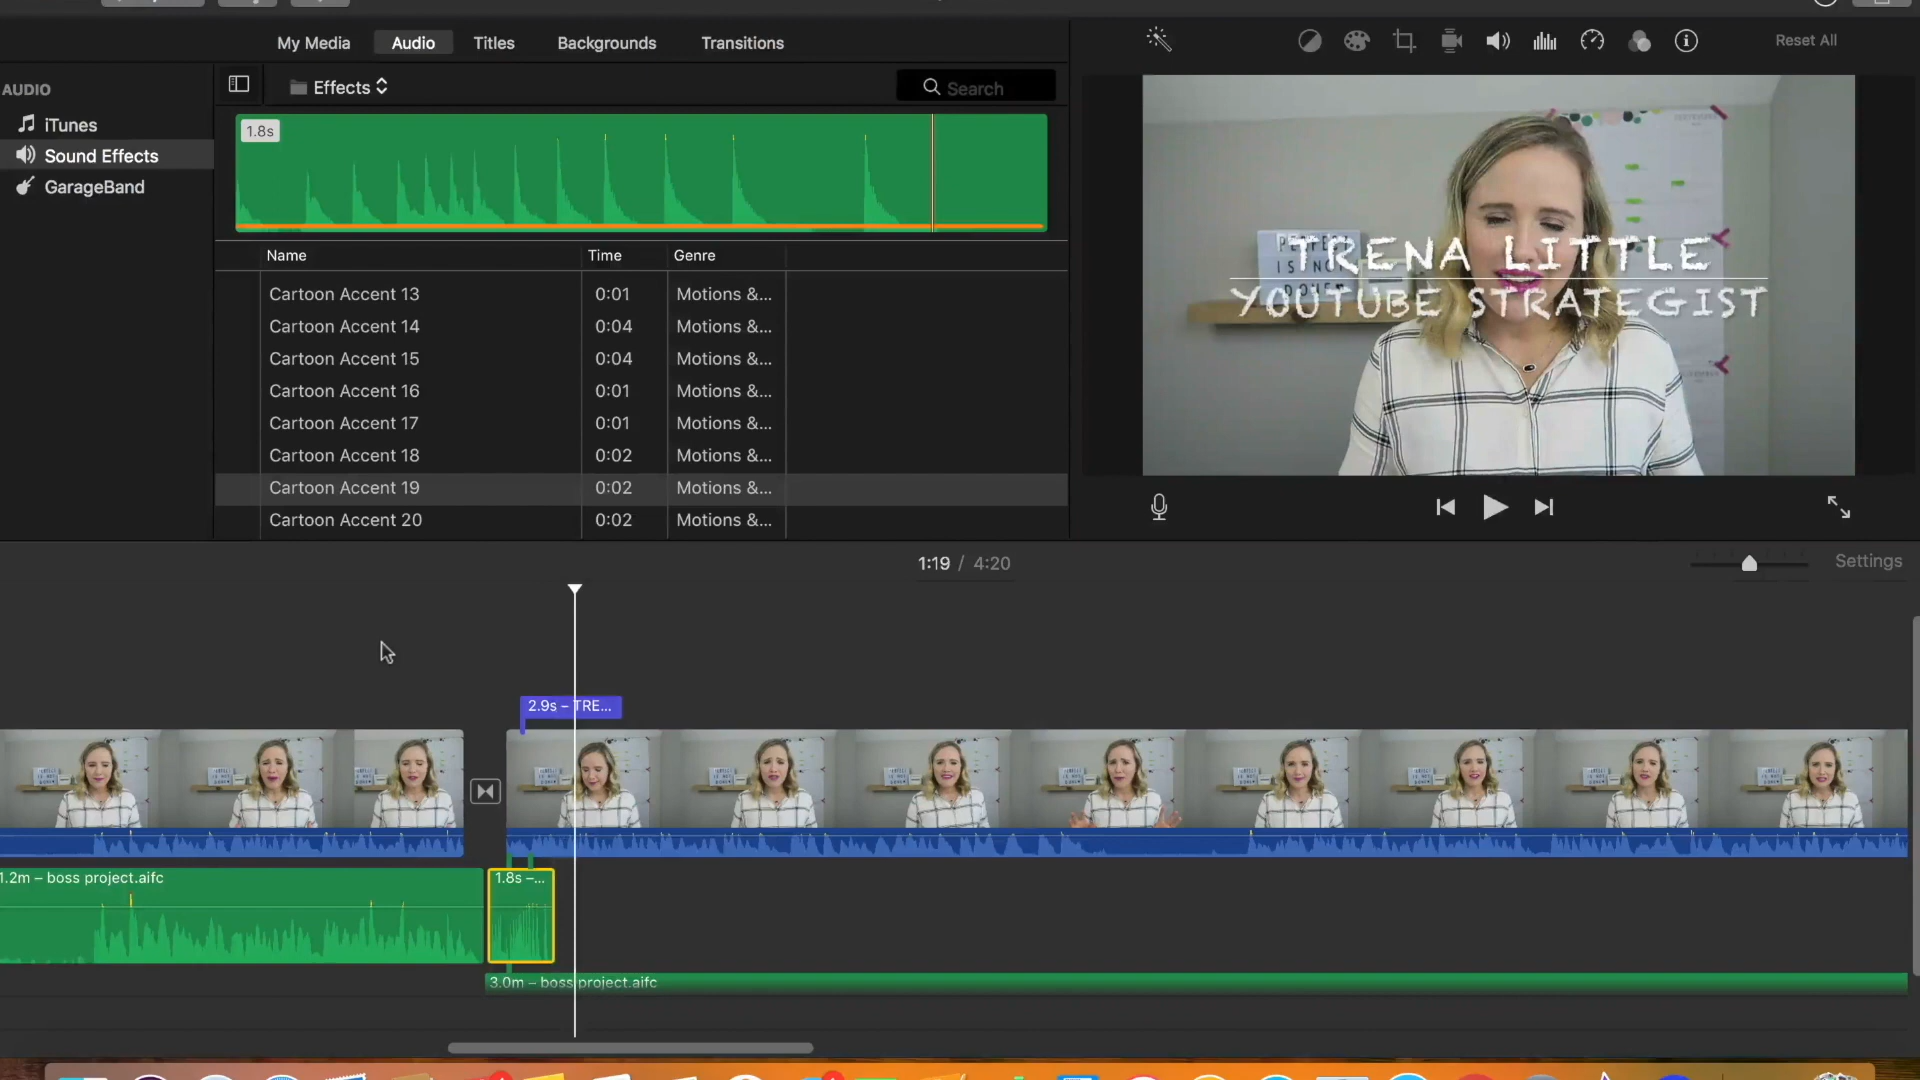 My Media
Audio
Titles
Backgrounds
Transitions
Reset All
AUDIO
iTunes
Sound Effects
GarageBand
Effects
Search
1.8s
Name Time Genre
Cartoon Accent 13 0:01 Motions &...
Cartoon Accent 14 0:04 Motions &...
Cartoon Accent 15 0:04 Motions &...
Cartoon Accent 16 0:01 Motions &...
Cartoon Accent 17 0:01 Motions &...
Cartoon Accent 18 0:02 Motions &...
Cartoon Accent 19 0:02 Motions &...
Cartoon Accent 20 0:02 Motions &...
TRENA LITTLE
YOUTUBE STRATEGIST
1:19 / 4:20
Settings
2.9s – TRE...
1.2m – boss project.aifc
1.8s –...
3.0m – boss project.aifc